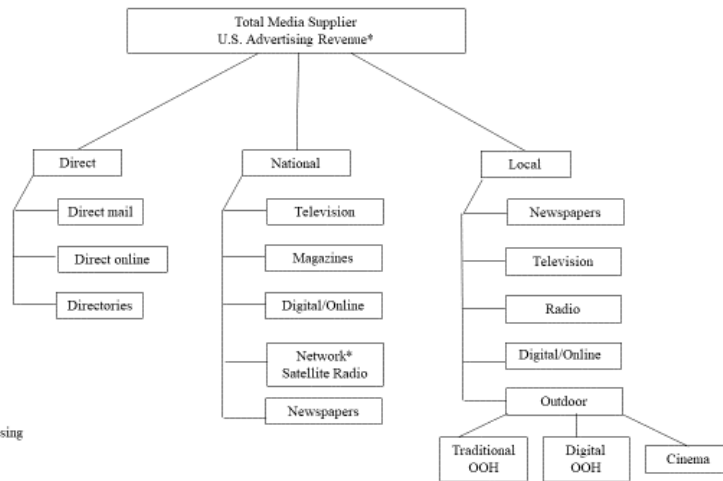 Total Media Supplier
U.S. Advertising Revenue*
Direct
National
Local
Direct mail
Direct online
Directories
Television
Magazines
Digital/Online
Network*
Satellite Radio
Newspapers
Newspapers
Television
Radio
Digital/Online
Outdoor
Traditional
OOH
Digital
OOH
Cinema